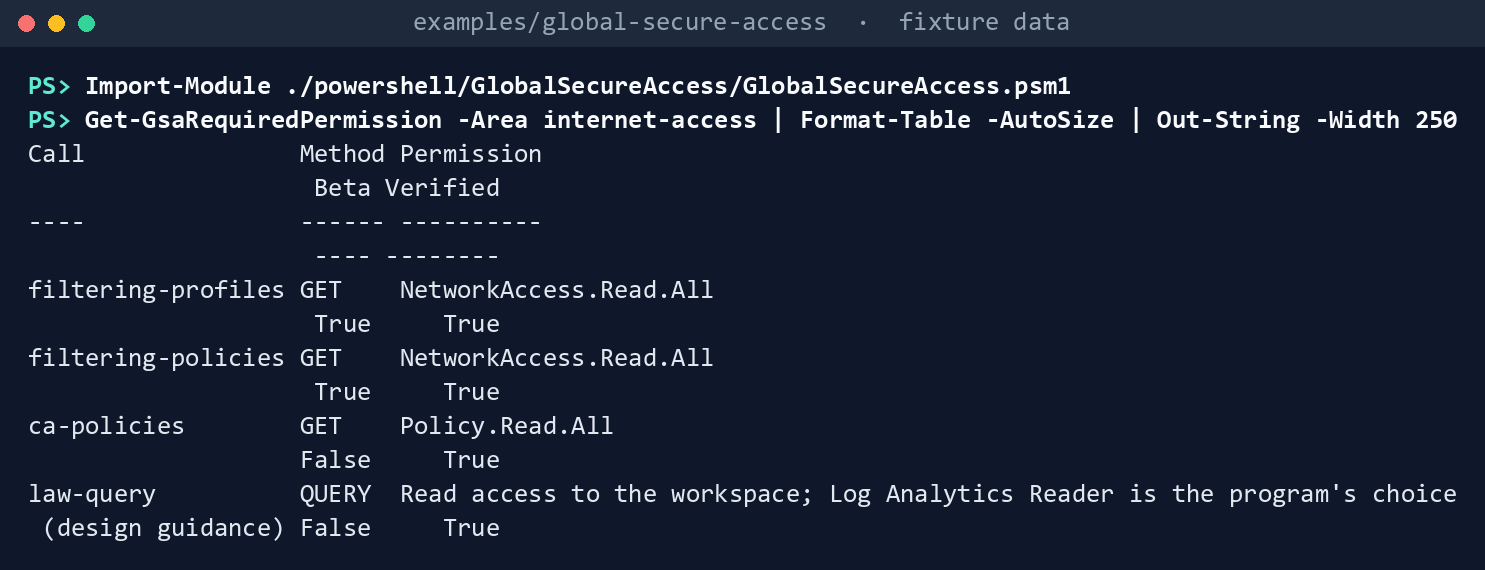 examples/global-secure-access · fixture data
PS> Import-Module ./powershell/GlobalSecureAccess/GlobalSecureAccess.psm1
PS> Get-GsaRequiredPermission -Area internet-access | Format-Table -AutoSize | Out-String -Width 250
Call               Method Permission
                    Beta Verified
----               ------ ----------
                    ---- --------
filtering-profiles GET    NetworkAccess.Read.All
                    True     True
filtering-policies GET    NetworkAccess.Read.All
                    True     True
ca-policies        GET    Policy.Read.All
                   False     True
law-query          QUERY  Read access to the workspace; Log Analytics Reader is the program's choice
 (design guidance) False     True